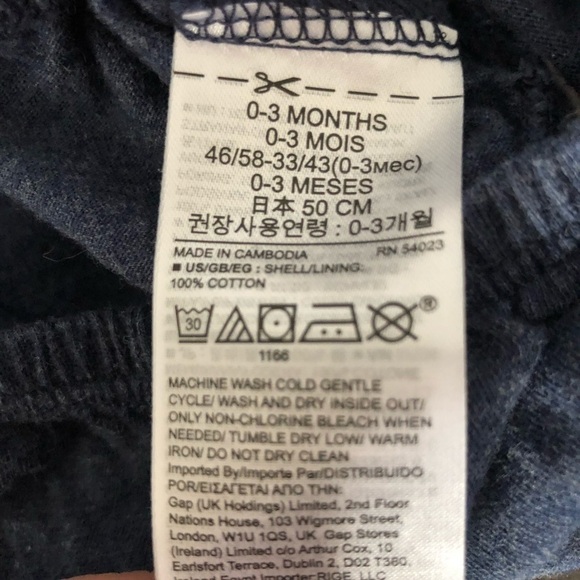 0-3 MONTHS
0-3 MOIS
46/58-33/43(0-3мес)
0-3 MESES
日本 50 CM
권장사용연령 : 0-3개월
MADE IN CAMBODIA RN 54023
■ US/GB/EG : SHELL/LINING:
100% COTTON
30 ®
1166
MACHINE WASH COLD GENTLE
CYCLE/ WASH AND DRY INSIDE OUT/
ONLY NON-CHLORINE BLEACH WHEN
NEEDED/ TUMBLE DRY LOW/ WARM
IRON/ DO NOT DRY CLEAN
Imported By/Importe Par/DISTRIBUIDO
POR/ΕΙΣΑΓΕΤΑΙ ΑΠΟ ΤΗΝ:
Gap (UK Holdings) Limited, 2nd Floor
Nations House, 103 Wigmore Street,
London, W1U 1QS, UK. Gap
(Ireland) Limited c/o Arthur Cox, 10
Earlsfort Terrace, Dublin 2, D02 T380,
Ireland Egypt Importer:RIGE, LLC